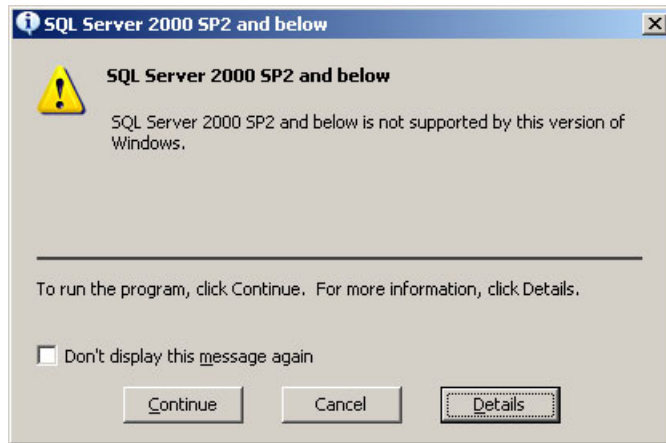 SQL Server 2000 SP2 and below
SQL Server 2000 SP2 and below
SQL Server 2000 SP2 and below is not supported by this version of
Windows.
To run the program, click Continue.  For more information, click Details.
Don't display this message again
Continue
Cancel
Details